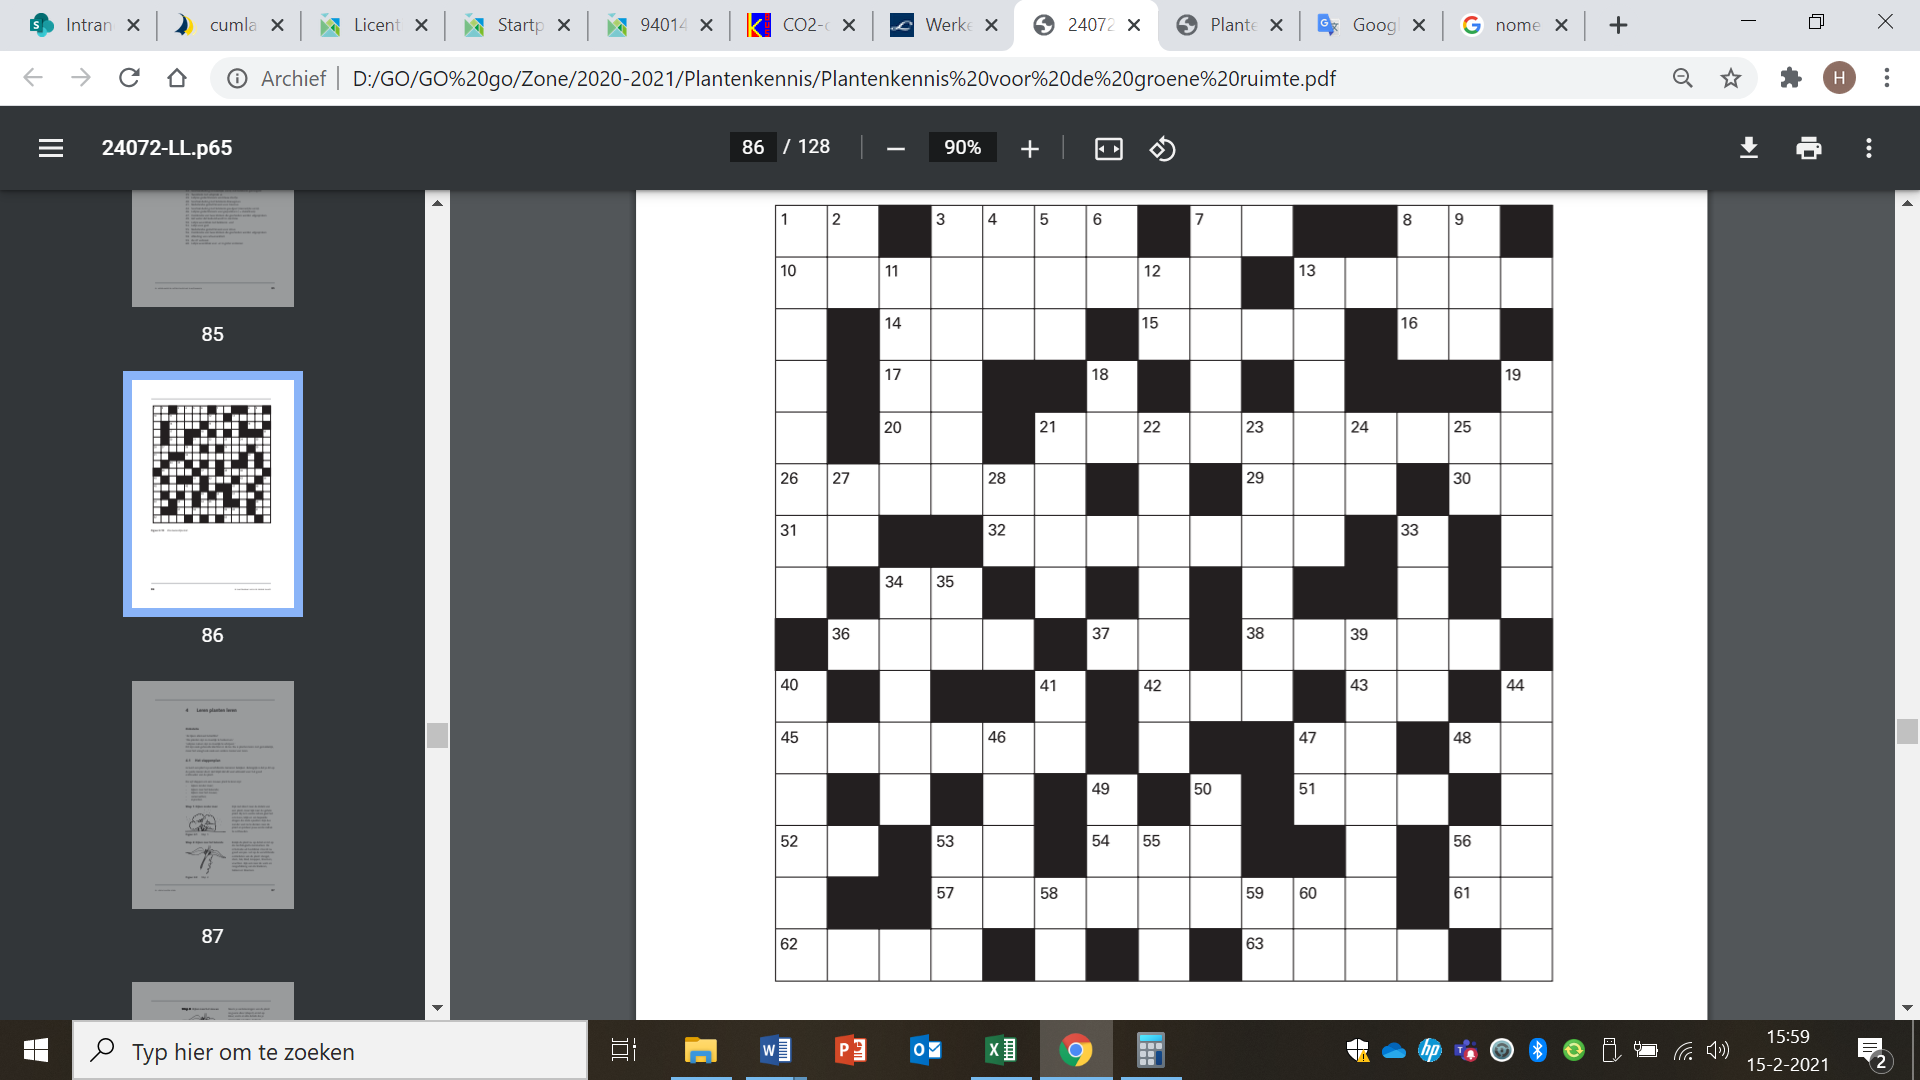 Intran
cumla
Licent
Startp
94014
CO2-c
Werke
24072
Plante
Googl
nome
Archief
D:/GO/GO%20go/Zone/2020-2021/Plantenkennis/Plantenkennis%20voor%20de%20groene%20ruimte.pdf
H
24072-LL.p65
86 / 128
90%
85
86
87
1 2 3 4 5 6 7 8 9
10 11 12 13
14 15 16
17 18 19
20 21 22 23 24 25
26 27 28 29 30
31 32 33
34 35
36 37 38 39
40 41 42 43 44
45 46 47 48
49 50 51
52 53 54 55 56
57 58 59 60 61
62 63
Typ hier om te zoeken
15:59
15-2-2021
2